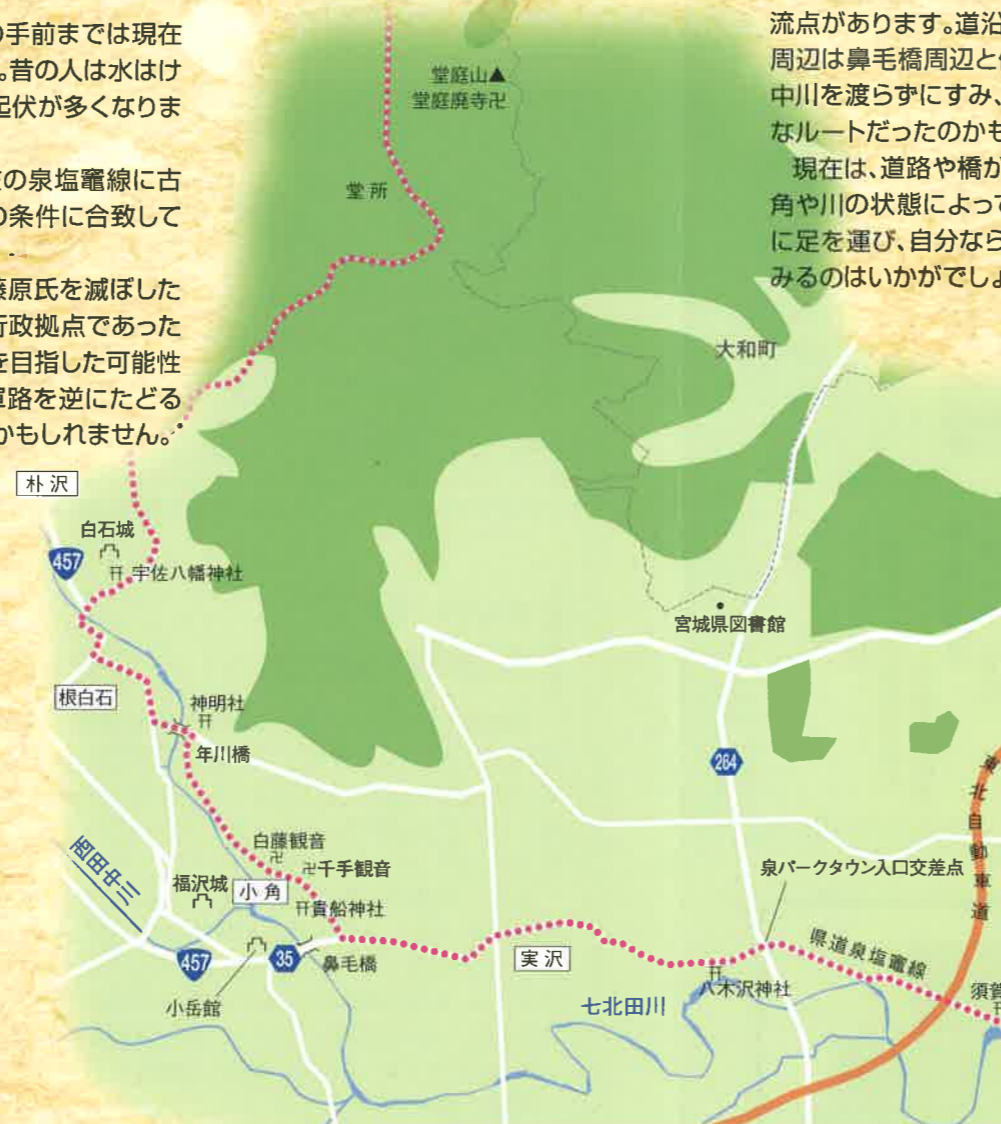 の手前までは現在
。昔の人は水はけ
起伏が多くなりま
の泉塩竈線に古
の条件に合致して
藤原氏を滅ぼした
行政拠点であった
を目指した可能性
軍路を逆にたどる
かもしれません。
流点があります。道沿
周辺は鼻毛橋周辺と
中川を渡らずにすみ、
なルートだったのかも
現在は、道路や橋が
角や川の状態によって
に足を運び、自分なら
みるのはいかがでしょ
堂庭山▲
堂庭廃寺卍
堂所
大和町
朴沢
白石城
457
宇佐八幡神社
宮城県図書館
根白石
神明社
年川橋
264
東北自動車道
白藤観音
卍
卍千手観音
泉パークタウン入口交差点
西田中川
福沢城
小角
貴船神社
県道泉塩竈線
457
35
鼻毛橋
実沢
八木沢神社
須賀
小岳館
七北田川